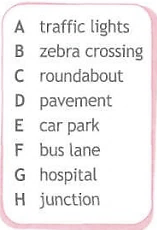 A traffic lights
B zebra crossing
C roundabout
D pavement
E car park
F bus lane
G hospital
H junction